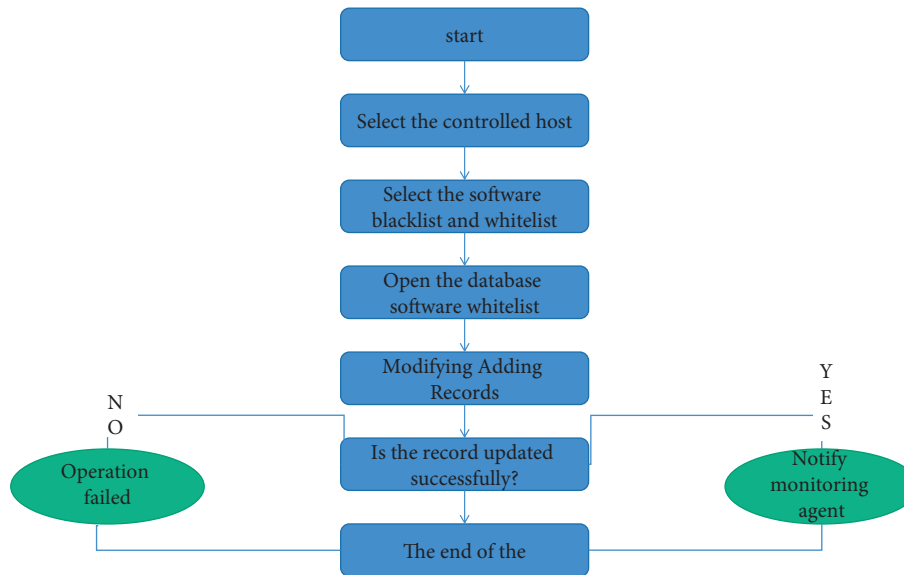 start
Select the controlled host
Select the software
blacklist and whitelist
Open the database
software whitelist
Modifying Adding
Records
N
O
Y
E
S
Is the record updated
successfully?
Operation
failed
Notify
monitoring
agent
The end of the